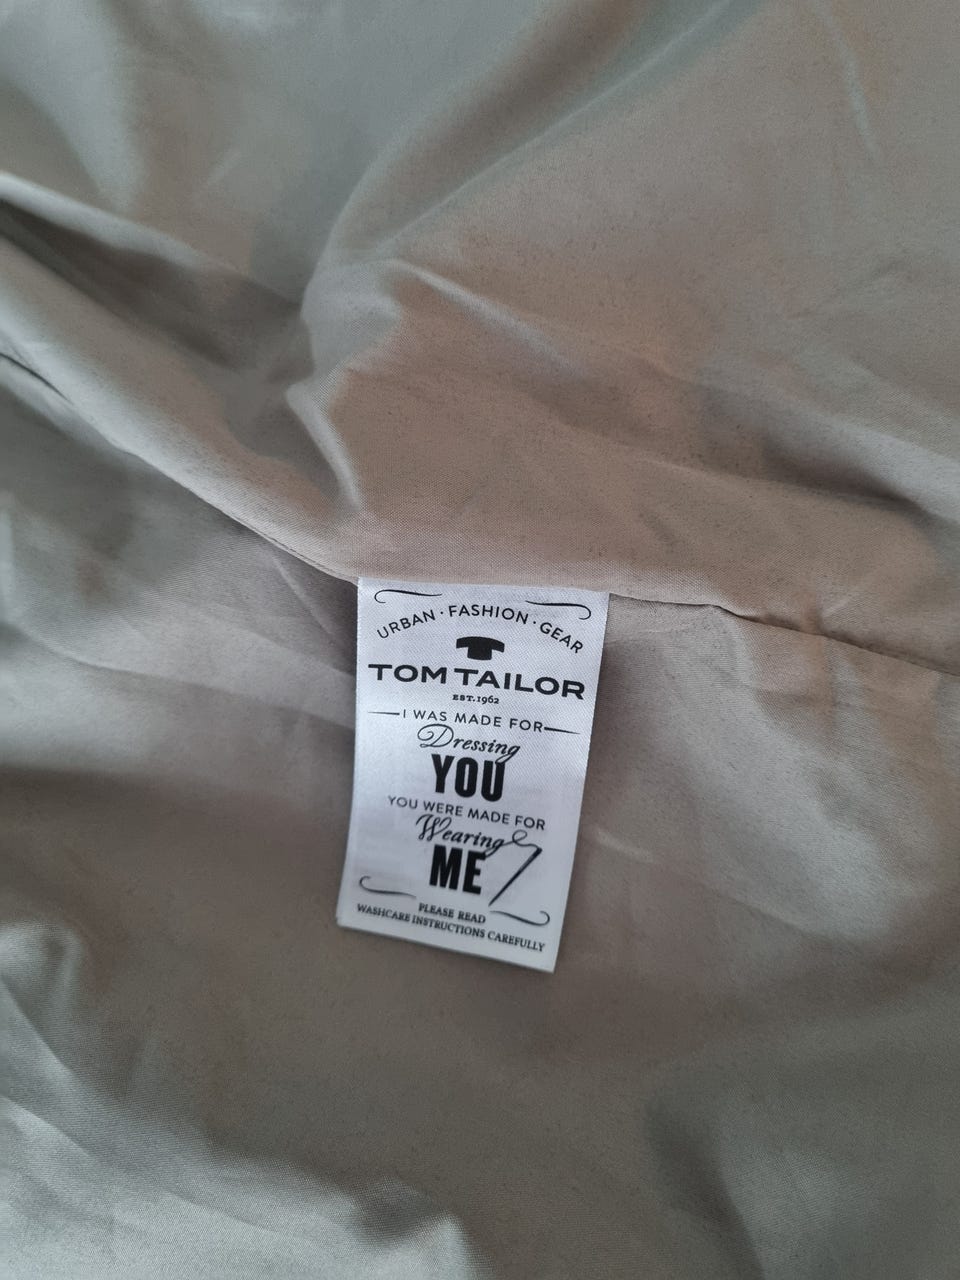 URBAN · FASHION · GEAR
TOM TAILOR
EST. 1962
I WAS MADE FOR
Dressing
YOU
YOU WERE MADE FOR
Wearing
ME
PLEASE READ
WASHCARE INSTRUCTIONS CAREFULLY